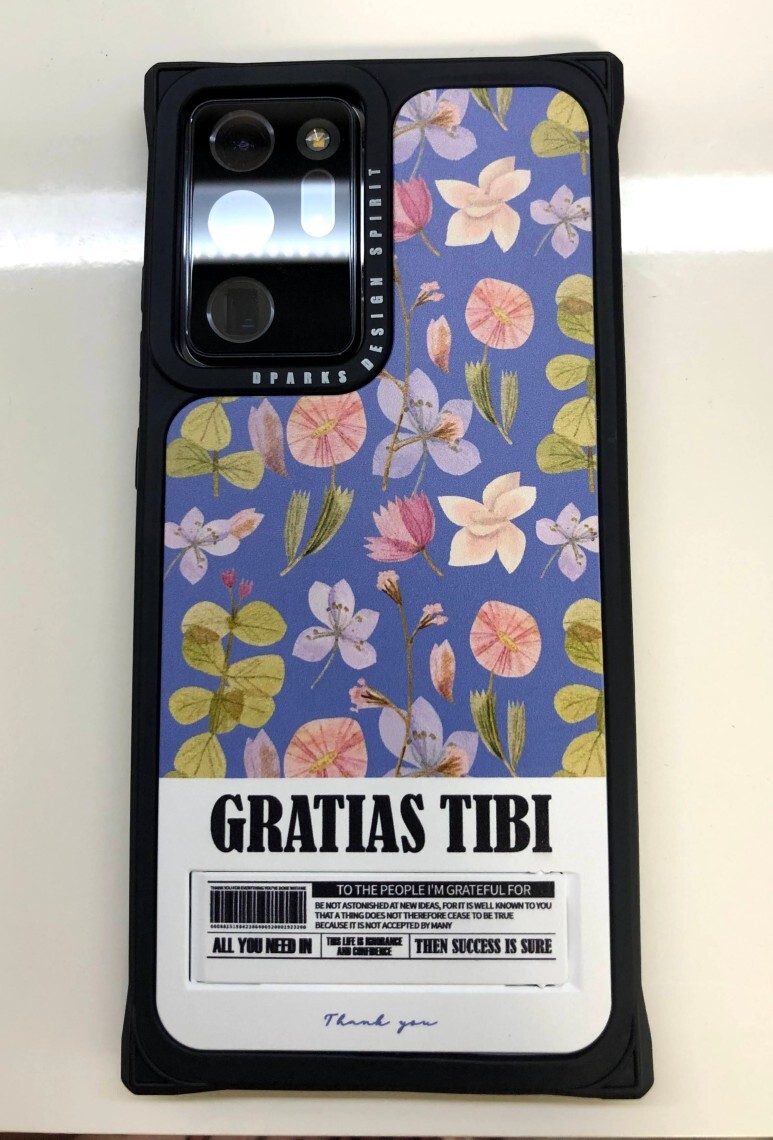 DPARKS DESIGN SPIRIT
GRATIAS TIBI
TO THE PEOPLE I'M GRATEFUL FOR
BE NOT ASTONISHED AT NEW IDEAS, FOR IT IS WELL KNOWN TO YOU
THAT A THING DOES NOT THEREFORE CEASE TO BE TRUE
BECAUSE IT IS NOT ACCEPTED BY MANY
ALL YOU NEED IN
THIS LIFE IS IGNORANCE
AND CONFIDENCE
THEN SUCCESS IS SURE
Thank you